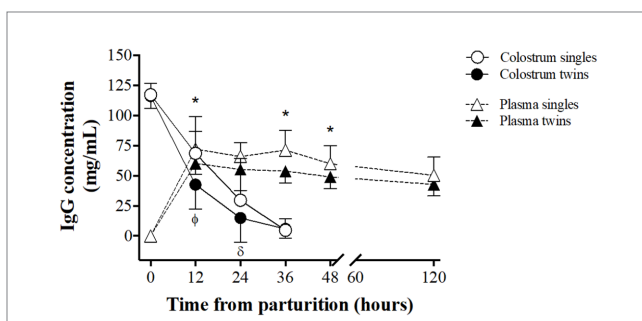 150
125
100
75
50
25
0
IgG concentration
(mg/mL)
*
*
*
ϕ
δ
0 12 24 36 48 60 120
Time from parturition (hours)
Colostrum singles
Colostrum twins
Plasma singles
Plasma twins